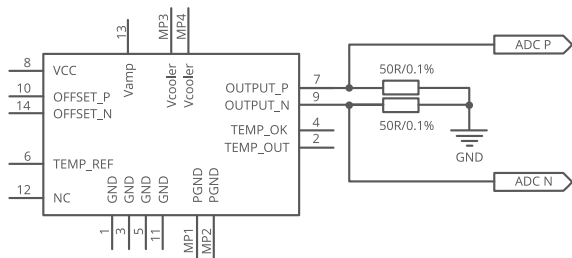 13
MP3
MP4
ADC P
8
VCC
Vamp
Vcooler
Vcooler
7
OUTPUT_P
50R/0.1%
10
OFFSET_P
9
OUTPUT_N
14
OFFSET_N
50R/0.1%
4
TEMP_OK
2
TEMP_OUT
GND
6
TEMP_REF
ADC N
12
NC
GND
GND
GND
GND
PGND
PGND
1
3
5
11
MP1
MP2